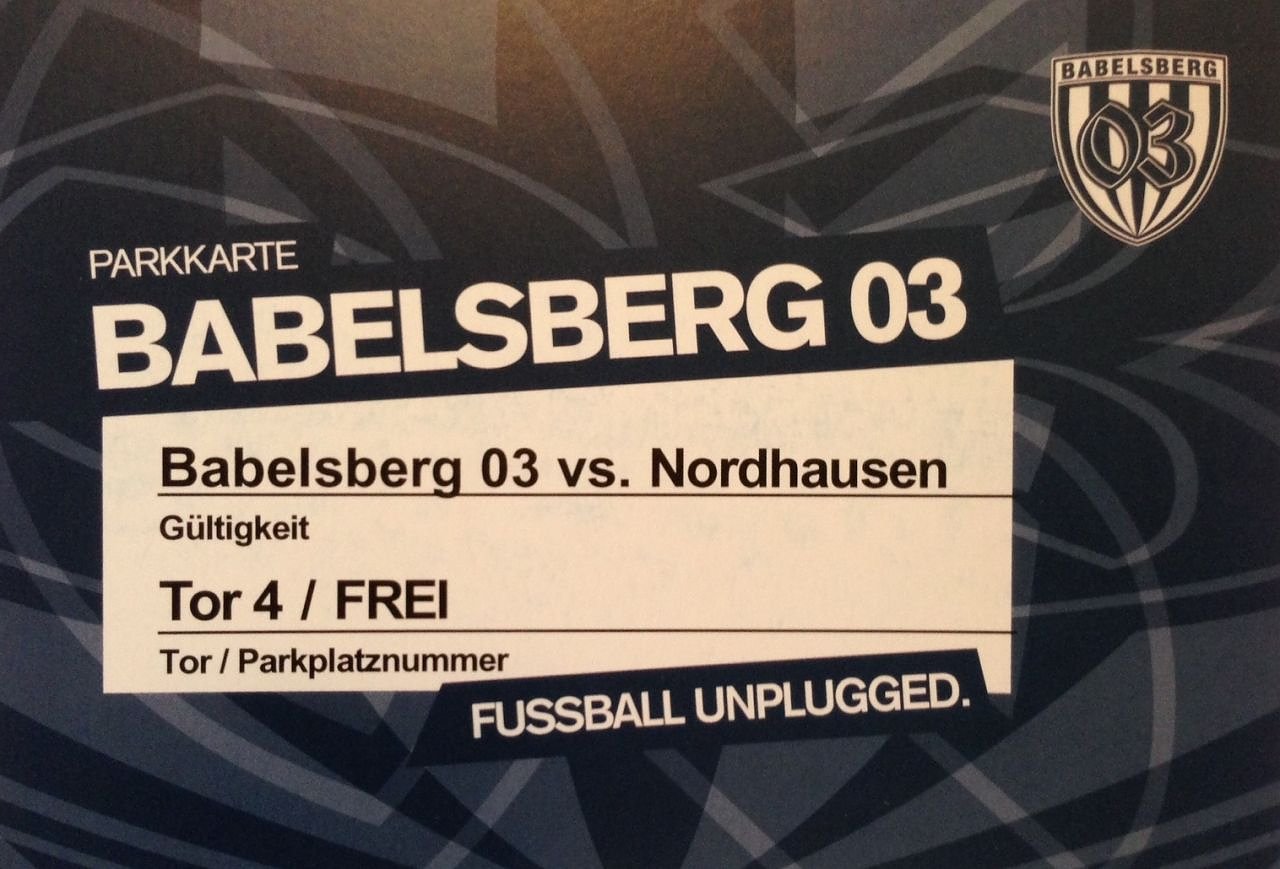 BABELSBERG
03
PARKKARTE
BABELSBERG 03
Babelsberg 03 vs. Nordhausen
Gültigkeit
Tor 4 / FREI
Tor / Parkplatznummer
FUSSBALL UNPLUGGED.